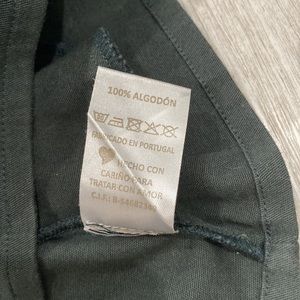 100% ALGODÓN
FABRICADO EN PORTUGAL
HECHO CON
CARIÑO PARA
TRATAR CON AMOR
C.I.F.: